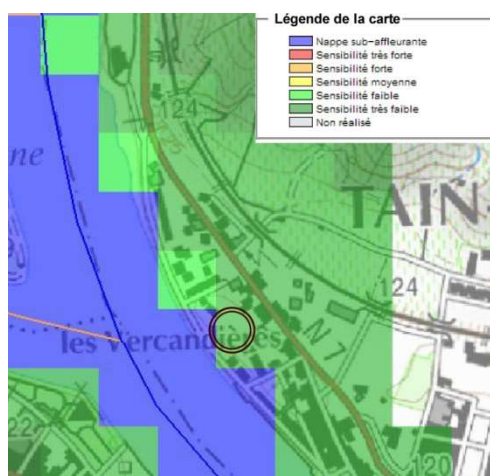 Légende de la carte
Nappe sub-affleurante
Sensibilité très forte
Sensibilité forte
Sensibilité moyenne
Sensibilité faible
Sensibilité très faible
Non réalisé
124
ne
TAIN-
124
les Vercandières
N 7
22
120